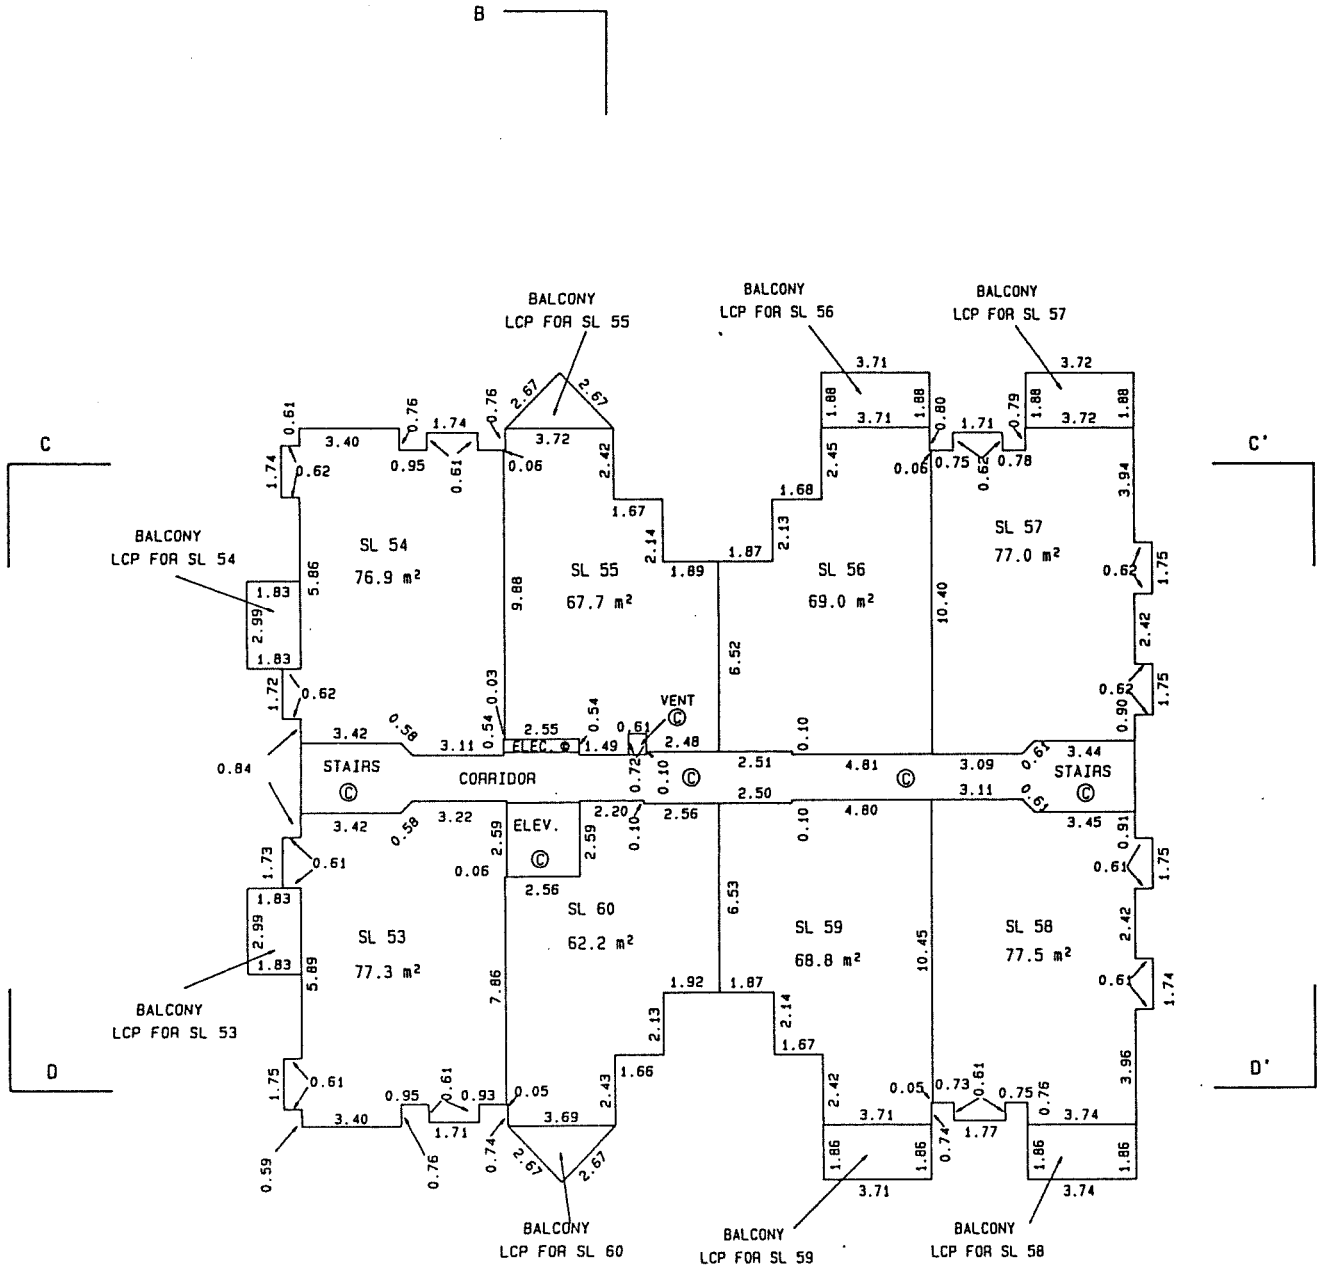 B
BALCONY
LCP FOR SL 55
BALCONY
LCP FOR SL 56
BALCONY
LCP FOR SL 57
3.71
3.72
2.67
2.67
0.76
0.76
1.88
1.88
0.80
0.79
1.88
1.88
0.61
3.40
1.74
3.72
3.71
1.71
3.72
C
C'
1.74
0.62
0.95
0.61
0.06
2.42
2.45
0.06
0.75
0.62
0.78
3.94
1.67
1.68
BALCONY
LCP FOR SL 54
SL 54
76.9 m²
5.86
9.88
SL 55
67.7 m²
2.14
1.89
1.87
2.13
SL 56
69.0 m²
10.40
SL 57
77.0 m²
0.62
1.75
1.83
2.99
1.83
2.42
1.72
0.62
6.52
0.62
1.75
0.90
0.03
0.54
2.55
0.54
VENT
C
0.61
3.42
0.58
3.11
ELEC. C
1.49
2.48
0.10
0.61
3.44
0.84
STAIRS
C
CORRIDOR
0.72
0.10
C
2.51
4.81
C
3.09
STAIRS
C
3.42
0.58
3.22
2.20
2.56
2.50
4.80
3.11
0.61
3.45
2.59
ELEV.
C
2.59
0.10
0.10
0.91
1.73
0.61
0.06
2.56
0.61
1.75
1.83
2.99
1.83
SL 53
77.3 m²
5.89
7.86
SL 60
62.2 m²
6.53
SL 59
68.8 m²
10.45
SL 58
77.5 m²
2.42
0.61
1.74
1.92
1.87
BALCONY
LCP FOR SL 53
2.13
2.14
1.66
1.67
D
D'
1.75
0.61
0.95
0.61
0.93
0.05
2.43
2.42
0.05
0.73
0.61
0.75
0.76
3.96
3.40
1.71
3.69
3.71
1.77
3.74
0.59
0.76
0.74
2.67
2.67
1.86
1.86
0.74
1.86
1.86
3.71
3.74
BALCONY
LCP FOR SL 60
BALCONY
LCP FOR SL 59
BALCONY
LCP FOR SL 58